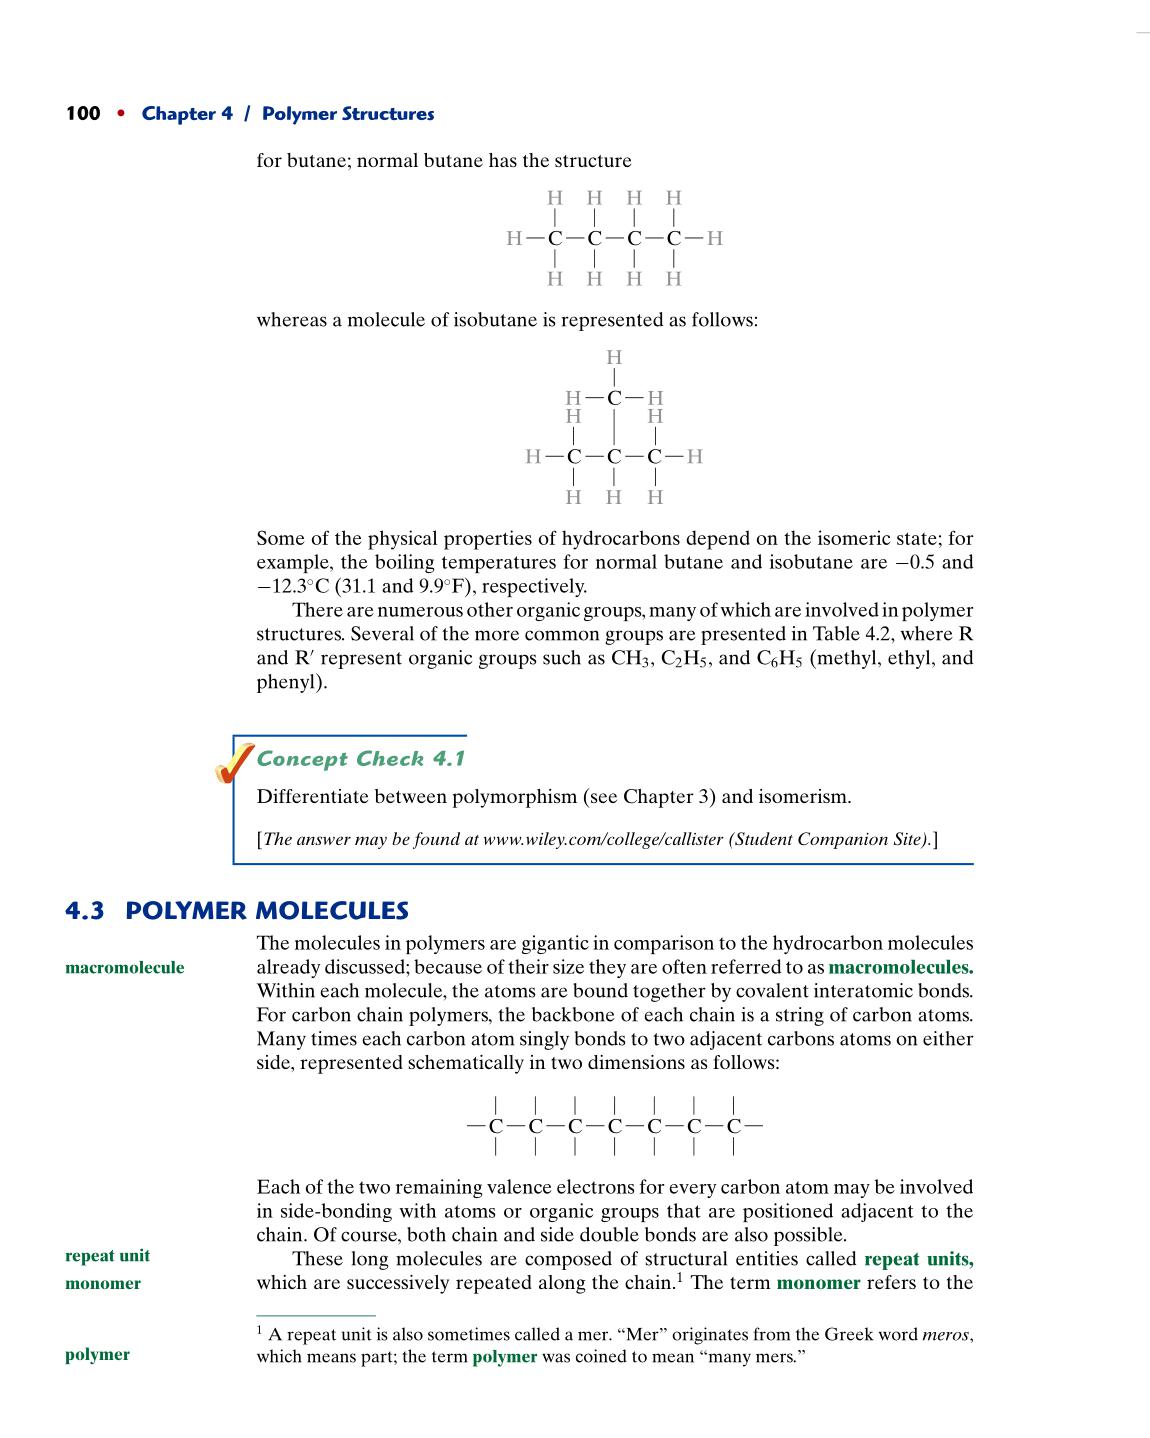 100 • Chapter 4 / Polymer Structures
for butane; normal butane has the structure
H H H H
H—C—C—C—C—H
H H H H
whereas a molecule of isobutane is represented as follows:
H
H—C—H
H H
H—C—C—C—H
H H H
Some of the physical properties of hydrocarbons depend on the isomeric state; for
example, the boiling temperatures for normal butane and isobutane are −0.5 and
−12.3°C (31.1 and 9.9°F), respectively.
There are numerous other organic groups, many of which are involved in polymer
structures. Several of the more common groups are presented in Table 4.2, where R
and R′ represent organic groups such as CH₃, C₂H₅, and C₆H₅ (methyl, ethyl, and
phenyl).
Concept Check 4.1
Differentiate between polymorphism (see Chapter 3) and isomerism.
[The answer may be found at www.wiley.com/college/callister (Student Companion Site).]
4.3 POLYMER MOLECULES
The molecules in polymers are gigantic in comparison to the hydrocarbon molecules
macromolecule
already discussed; because of their size they are often referred to as macromolecules.
Within each molecule, the atoms are bound together by covalent interatomic bonds.
For carbon chain polymers, the backbone of each chain is a string of carbon atoms.
Many times each carbon atom singly bonds to two adjacent carbons atoms on either
side, represented schematically in two dimensions as follows:
—C—C—C—C—C—C—C—
Each of the two remaining valence electrons for every carbon atom may be involved
in side-bonding with atoms or organic groups that are positioned adjacent to the
chain. Of course, both chain and side double bonds are also possible.
repeat unit
These long molecules are composed of structural entities called repeat units,
monomer
which are successively repeated along the chain.¹ The term monomer refers to the
¹ A repeat unit is also sometimes called a mer. “Mer” originates from the Greek word meros,
polymer
which means part; the term polymer was coined to mean “many mers.”